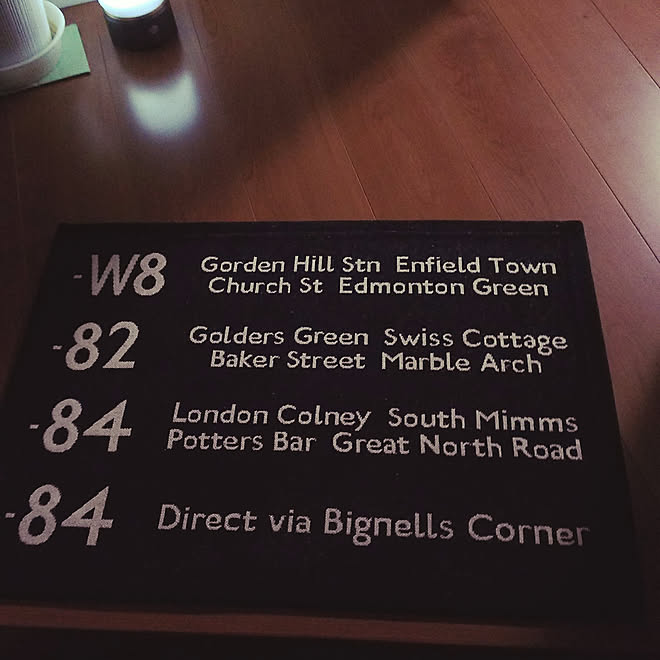 -W8 Gorden Hill Stn Enfield Town
Church St Edmonton Green
-82 Golders Green Swiss Cottage
Baker Street Marble Arch
-84 London Colney South Mimms
Potters Bar Great North Road
-84 Direct via Bignells Corner